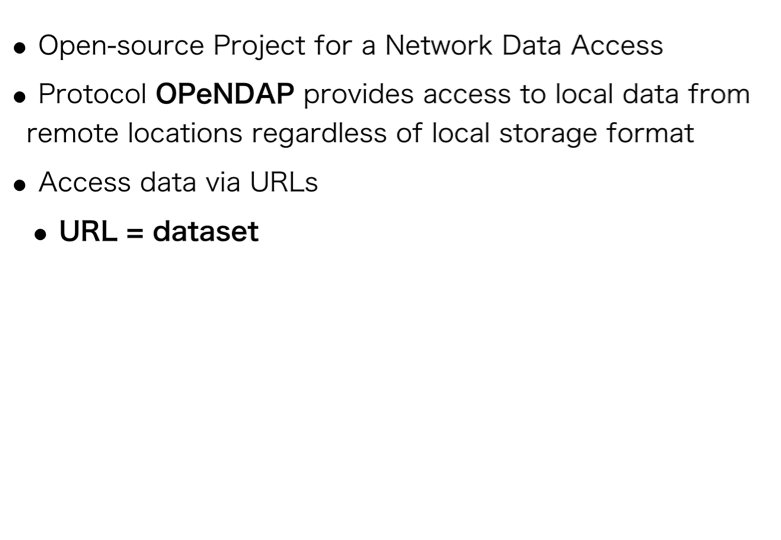 • Open-source Project for a Network Data Access
• Protocol OPeNDAP provides access to local data from
remote locations regardless of local storage format
• Access data via URLs
• URL = dataset